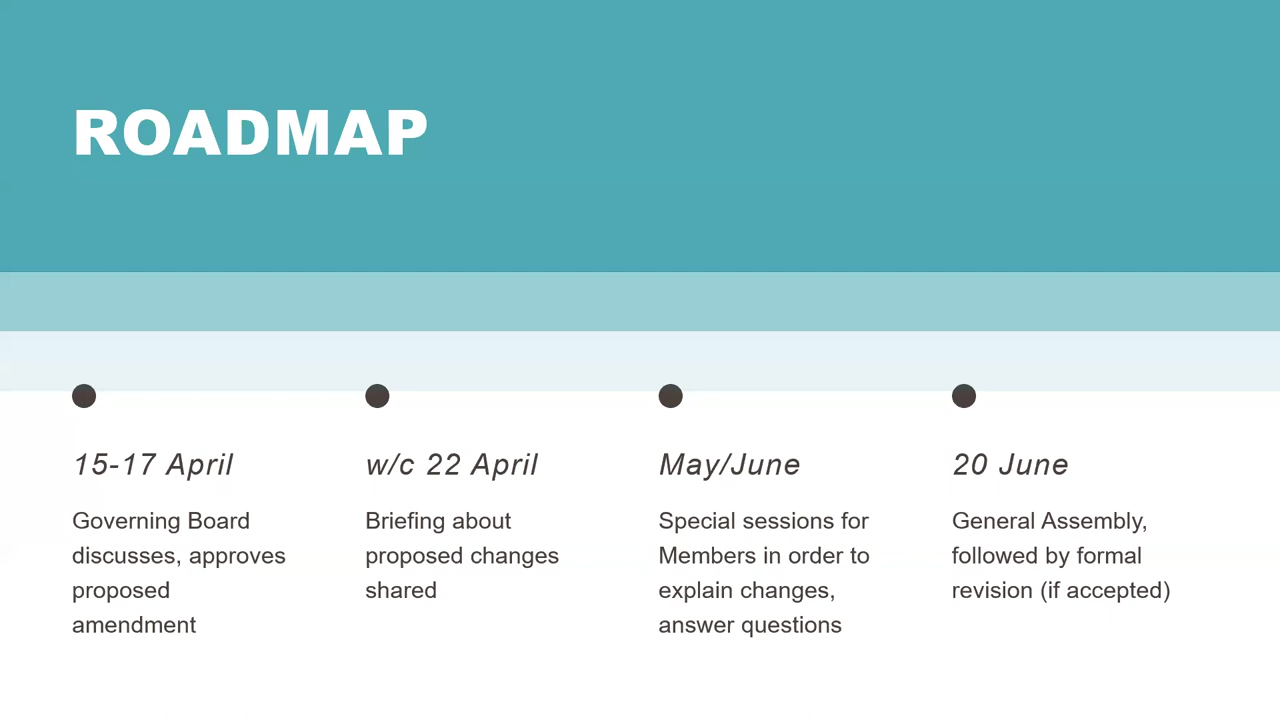 ROADMAP
15-17 April
Governing Board
discusses, approves
proposed
amendment
w/c 22 April
Briefing about
proposed changes
shared
May/June
Special sessions for
Members in order to
explain changes,
answer questions
20 June
General Assembly,
followed by formal
revision (if accepted)